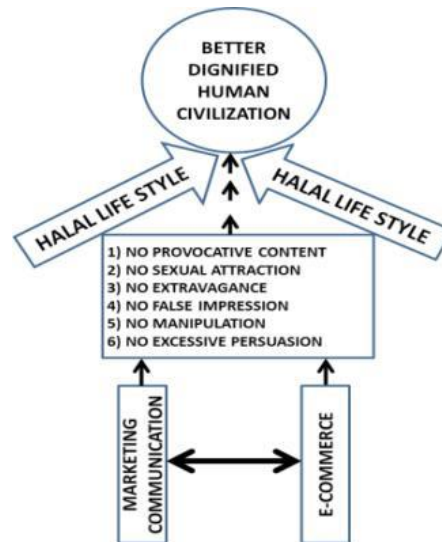 BETTER
DIGNIFIED
HUMAN
CIVILIZATION
HALAL LIFE STYLE
HALAL LIFE STYLE
1) NO PROVOCATIVE CONTENT
2) NO SEXUAL ATTRACTION
3) NO EXTRAVAGANCE
4) NO FALSE IMPRESSION
5) NO MANIPULATION
6) NO EXCESSIVE PERSUASION
MARKETING
COMMUNICATION
E-COMMERCE